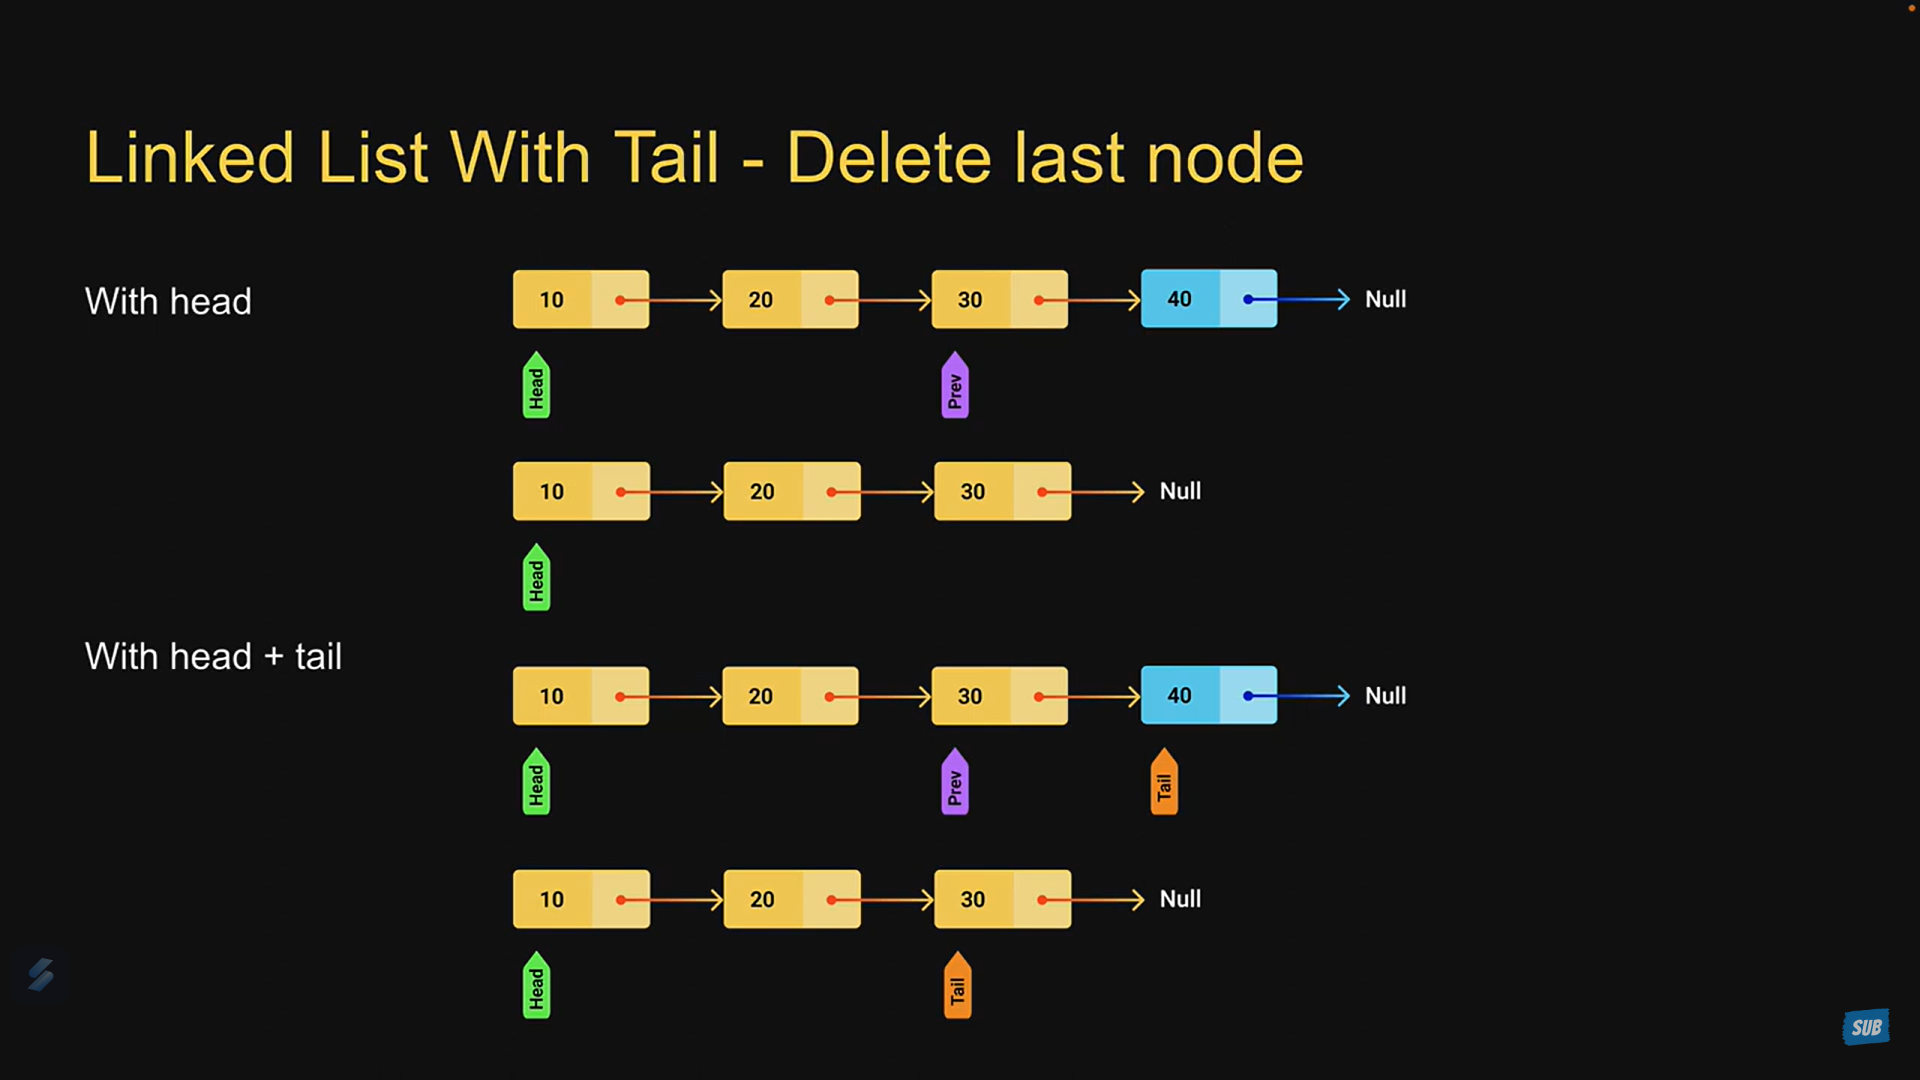 Linked List With Tail - Delete last node
With head
10 20 30 40 Null
Head Prev
10 20 30 Null
Head
With head + tail
10 20 30 40 Null
Head Prev Tail
10 20 30 Null
Head Tail
SUB